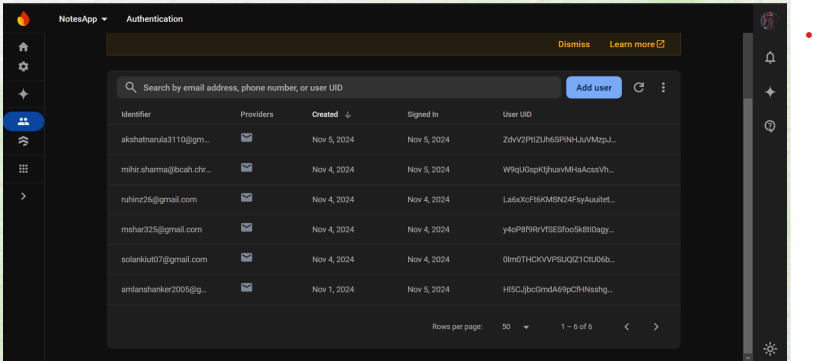 NotesApp Authentication
Dismiss Learn more
Search by email address, phone number, or user UID Add user
Identifier Providers Created Signed In User UID
akshatnarula3110@gm... Nov 5, 2024 Nov 5, 2024 ZdvV2PtIZUh6SPiNHJuVMzpJ...
mihir.sharma@bcah.chr... Nov 4, 2024 Nov 5, 2024 W9qUGspKtjhuxvMHaAcssVh...
ruhinz26@gmail.com Nov 4, 2024 Nov 4, 2024 La6xXcFt6KMSN24FsyAuuitet...
mshar325@gmail.com Nov 4, 2024 Nov 4, 2024 y4oP8f9RrVfSESfoo5k8tI0agy...
solankiut07@gmail.com Nov 4, 2024 Nov 4, 2024 0lm0THCKVVPSUQlZ1CtU06b...
amlanshanker2005@g... Nov 1, 2024 Nov 5, 2024 HI5CJjbcGmdA69pCfHNsshg...
Rows per page: 50 1 – 6 of 6